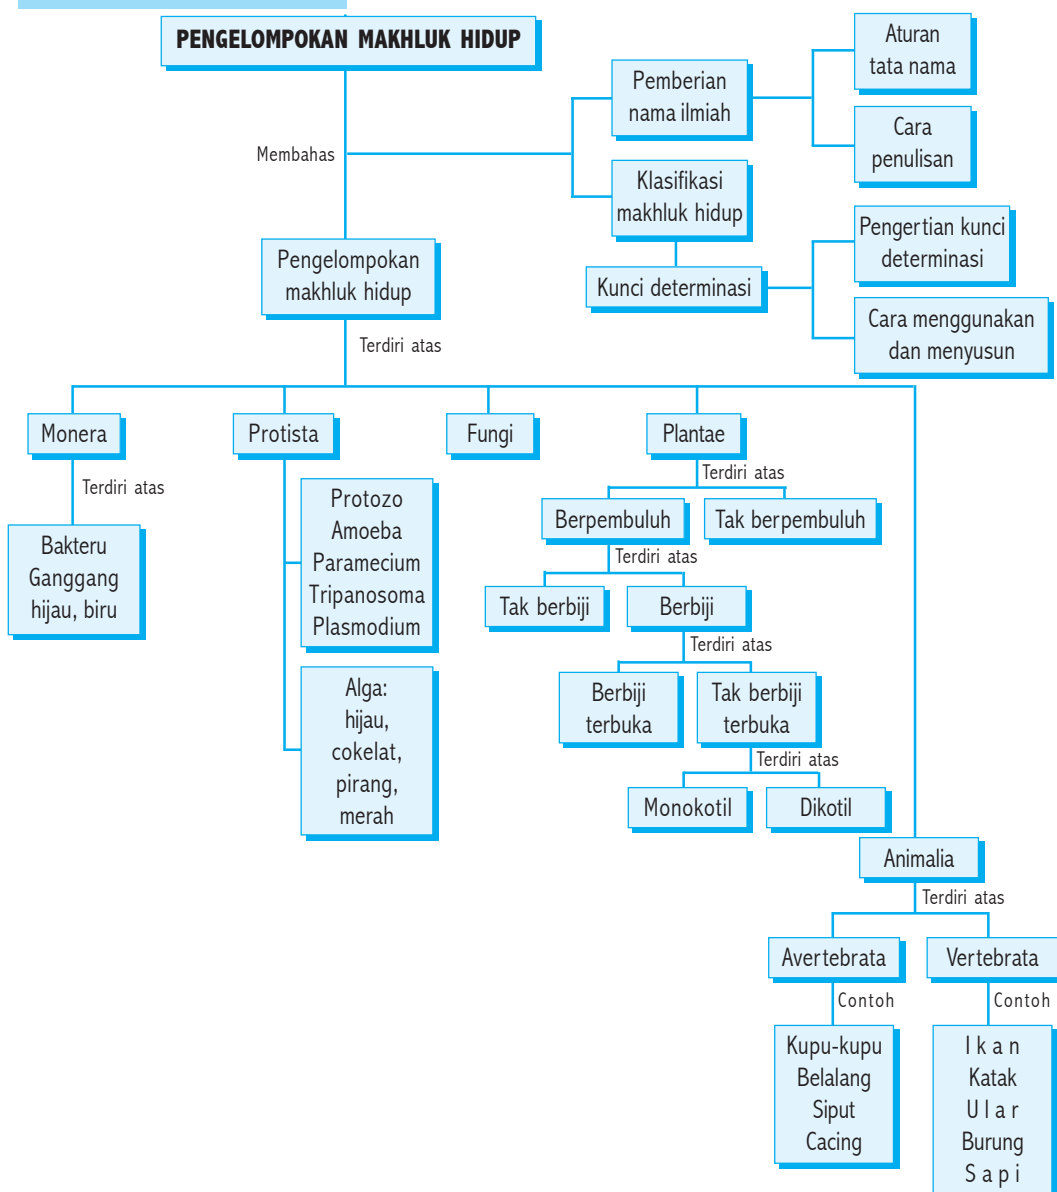 PENGELOMPOKAN MAKHLUK HIDUP
Aturan
tata nama
Pemberian
nama ilmiah
Cara
penulisan
Membahas
Klasifikasi
makhluk hidup
Pengertian kunci
determinasi
Kunci determinasi
Cara menggunakan
dan menyusun
Pengelompokan
makhluk hidup
Terdiri atas
Monera
Protista
Fungi
Plantae
Terdiri atas
Bakteru
Ganggang
hijau, biru
Protozo
Amoeba
Paramecium
Tripanosoma
Plasmodium
Alga:
hijau,
cokelat,
pirang,
merah
Terdiri atas
Berpembuluh
Tak berpembuluh
Terdiri atas
Tak berbiji
Berbiji
Terdiri atas
Berbiji
terbuka
Tak berbiji
terbuka
Terdiri atas
Monokotil
Dikotil
Animalia
Terdiri atas
Avertebrata
Vertebrata
Contoh
Contoh
Kupu-kupu
Belalang
Siput
Cacing
I k a n
Katak
U l a r
Burung
S a p i